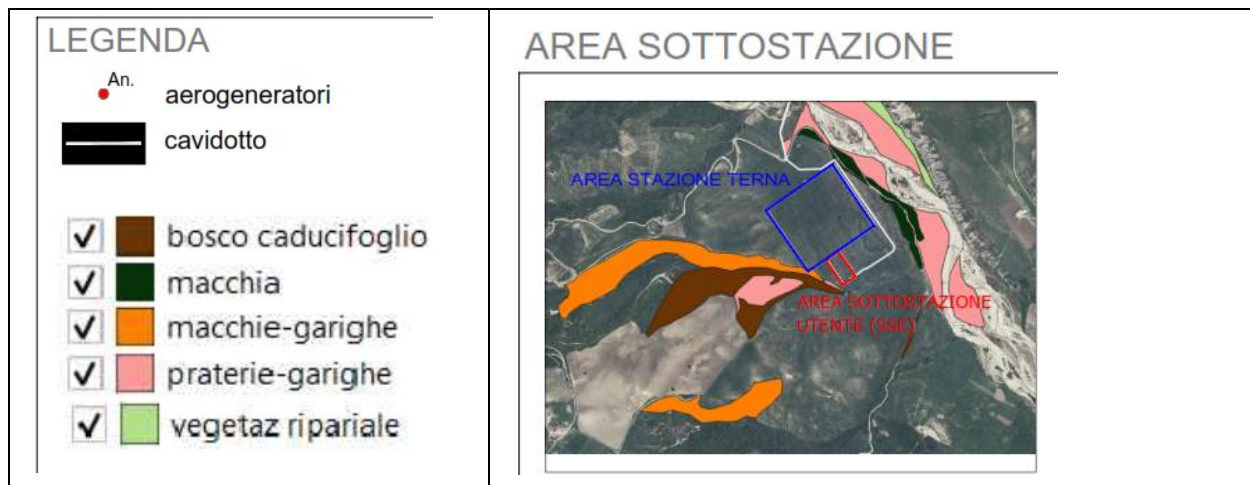 LEGENDA
An.
aerogeneratori
cavidotto
bosco caducifoglio
macchia
macchie-garighe
praterie-garighe
vegetaz ripariale
AREA SOTTOSTAZIONE
AREA STAZIONE TERNA
AREA SOTTOSTAZIONE
UTENTE (SSE)